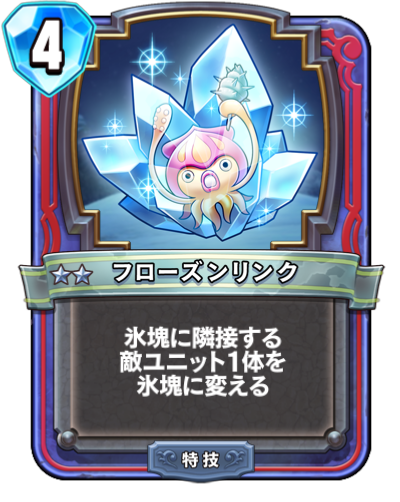 4
フローズンリンク
氷塊に隣接する
敵ユニット1体を
氷塊に変える
特技